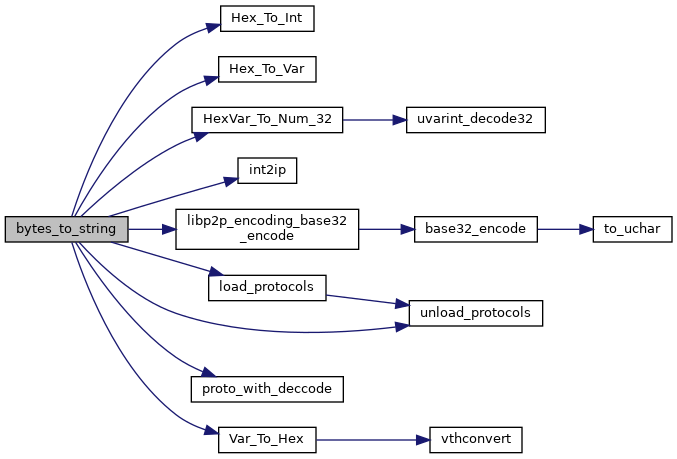 Hex_To_Int
Hex_To_Var
HexVar_To_Num_32
uvarint_decode32
int2ip
bytes_to_string
libp2p_encoding_base32
_encode
base32_encode
to_uchar
load_protocols
unload_protocols
proto_with_deccode
Var_To_Hex
vthconvert